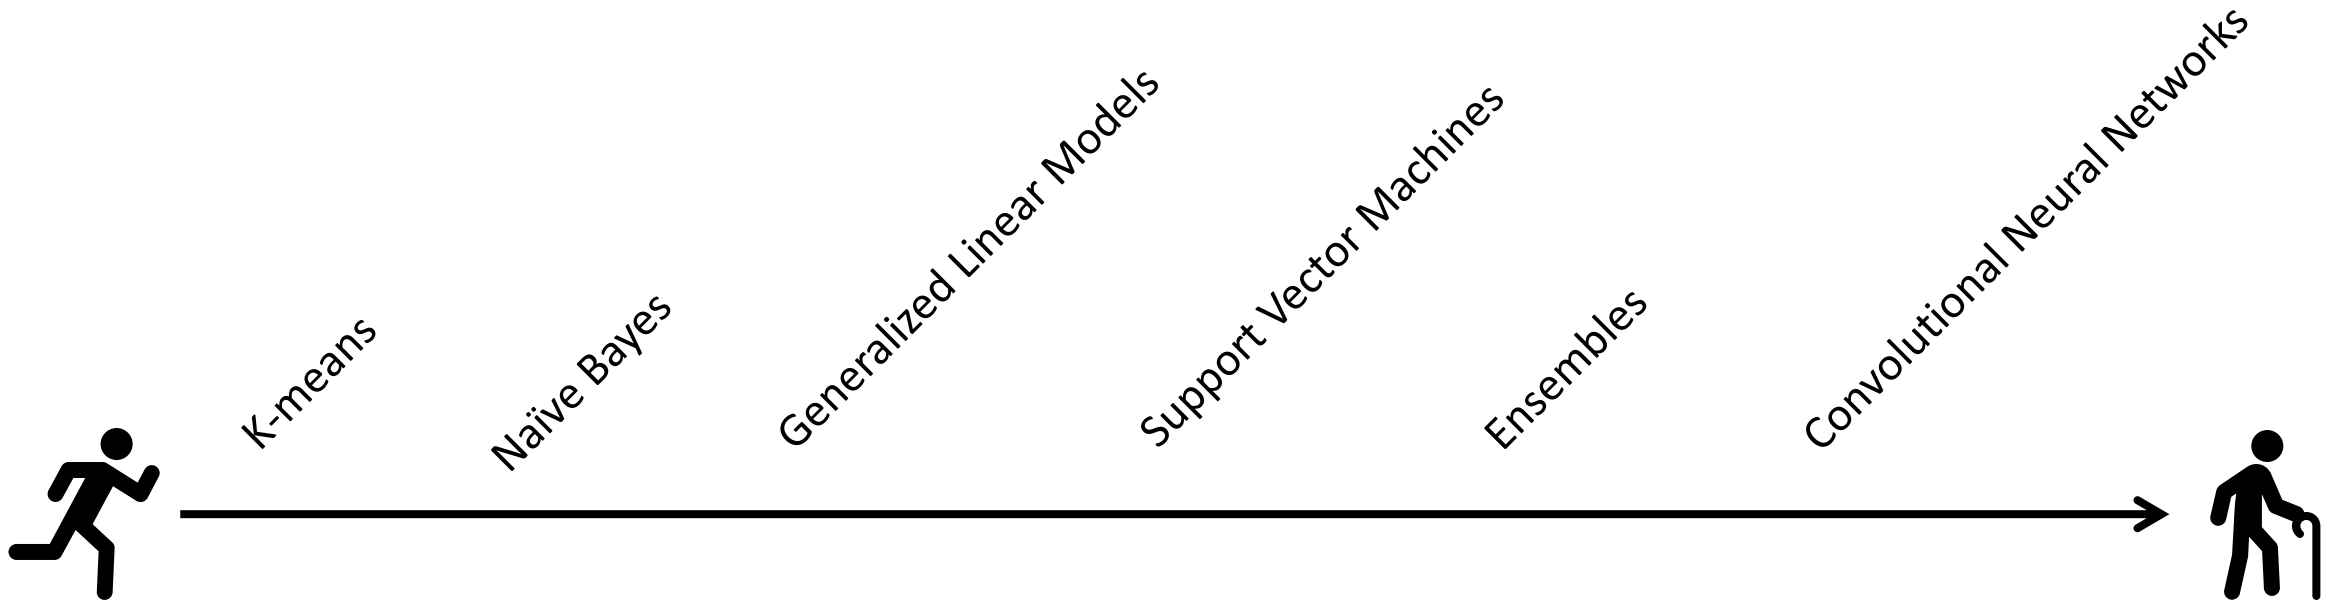 K-means
Naïve Bayes
Generalized Linear Models
Support Vector Machines
Ensembles
Convolutional Neural Networks